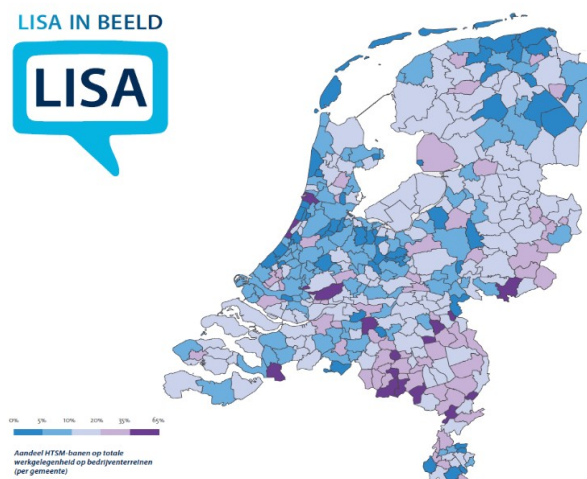 LISA IN BEELD
LISA
0% 5% 10% 20% 35% 65%
Aandeel HTSM-banen op totale
werkgelegenheid op bedrijventerreinen
(per gemeente)